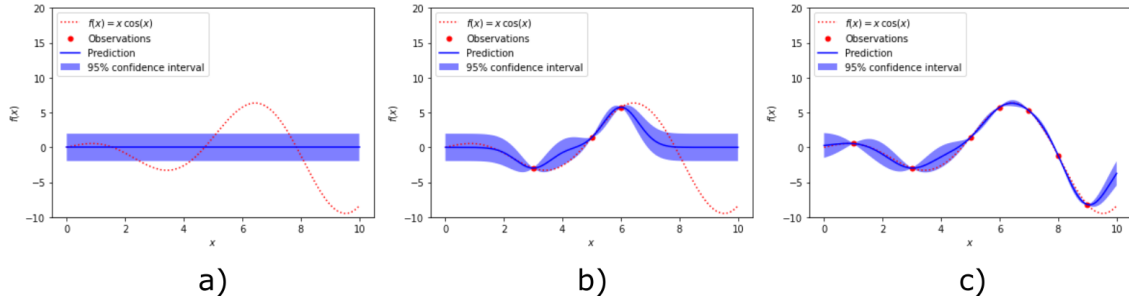 20
15
10
5
0
−5
−10
f(x)
f(x) = x cos(x)
Observations
Prediction
95% confidence interval
0 2 4 6 8 10
x
a)
20
15
10
5
0
−5
−10
f(x)
f(x) = x cos(x)
Observations
Prediction
95% confidence interval
0 2 4 6 8 10
x
b)
20
15
10
5
0
−5
−10
f(x)
f(x) = x cos(x)
Observations
Prediction
95% confidence interval
0 2 4 6 8 10
x
c)